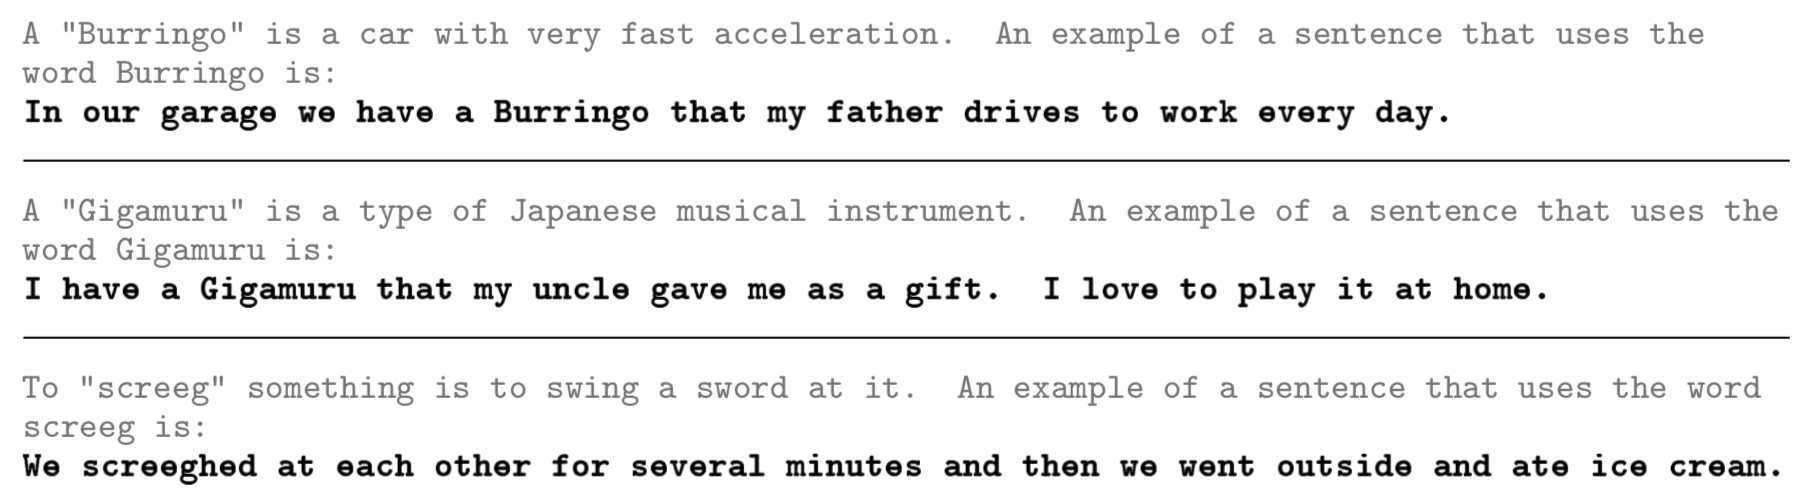 A "Burringo" is a car with very fast acceleration.  An example of a sentence that uses the
word Burringo is:
In our garage we have a Burringo that my father drives to work every day.
A "Gigamuru" is a type of Japanese musical instrument.  An example of a sentence that uses the
word Gigamuru is:
I have a Gigamuru that my uncle gave me as a gift.  I love to play it at home.
To "screeg" something is to swing a sword at it.  An example of a sentence that uses the word
screeg is:
We screeghed at each other for several minutes and then we went outside and ate ice cream.